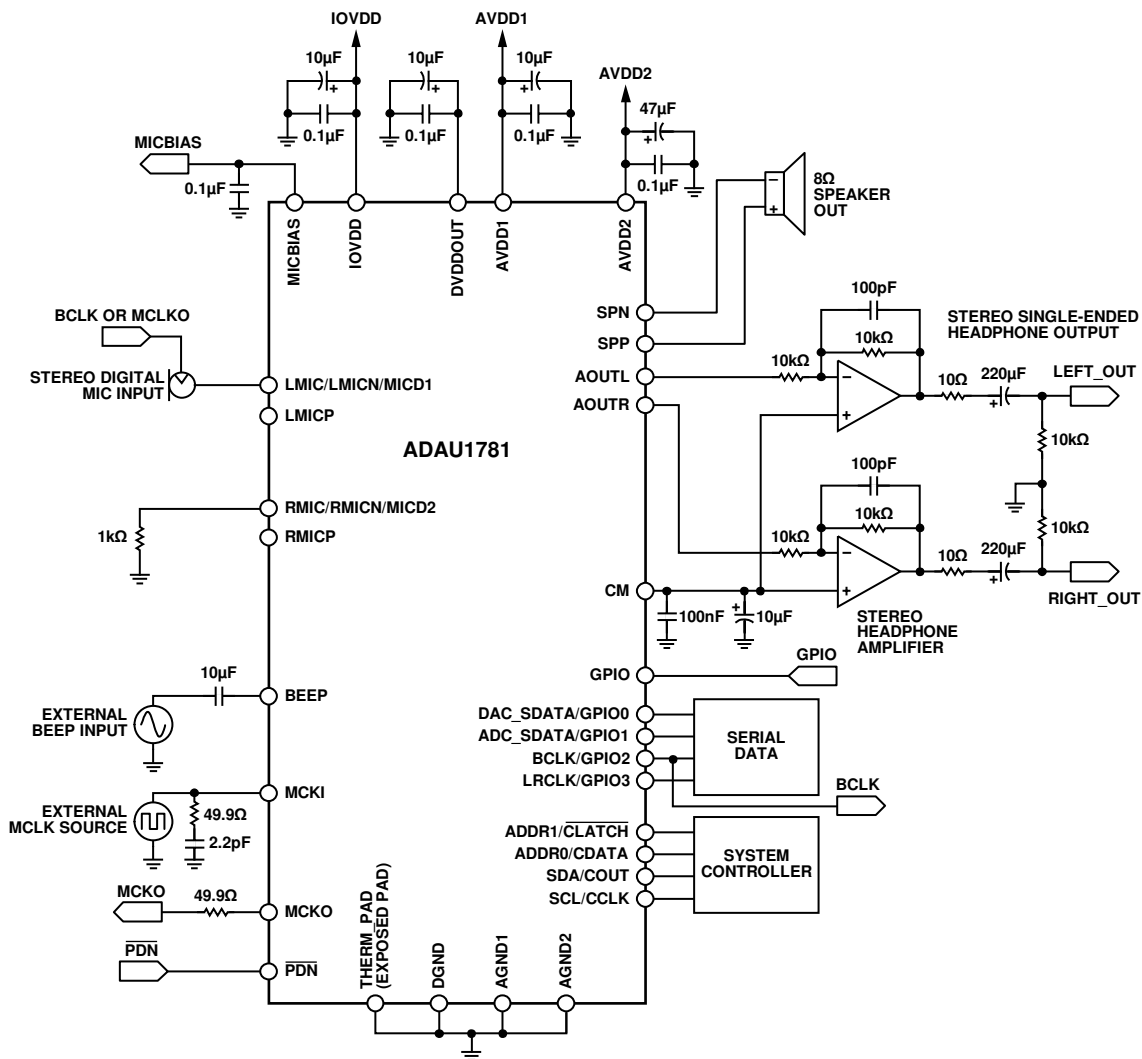 IOVDD
AVDD1
AVDD2
10µF
+
10µF
+
10µF
+
47µF
+
0.1µF
0.1µF
0.1µF
0.1µF
MICBIAS
0.1µF
8Ω
SPEAKER
OUT
−
+
MICBIAS
IOVDD
DVDDOUT
AVDD1
AVDD2
BCLK OR MCLKO
STEREO DIGITAL
MIC INPUT
LMIC/LMICN/MICD1
LMICP
ADAU1781
RMIC/RMICN/MICD2
RMICP
1kΩ
SPN
SPP
AOUTL
AOUTR
100pF
10kΩ
10kΩ
−
+
STEREO SINGLE-ENDED
HEADPHONE OUTPUT
10Ω
220µF
+
LEFT_OUT
10kΩ
100pF
10kΩ
10kΩ
−
+
10Ω
220µF
+
10kΩ
RIGHT_OUT
STEREO
HEADPHONE
AMPLIFIER
CM
100nF
+
10µF
GPIO
GPIO
10µF
BEEP
EXTERNAL
BEEP INPUT
DAC_SDATA/GPIO0
ADC_SDATA/GPIO1
BCLK/GPIO2
LRCLK/GPIO3
SERIAL
DATA
BCLK
MCKI
EXTERNAL
MCLK SOURCE
49.9Ω
2.2pF
ADDR1/CLATCH
ADDR0/CDATA
SDA/COUT
SCL/CCLK
SYSTEM
CONTROLLER
MCKO
49.9Ω
MCKO
PDN
PDN
THERM_PAD
(EXPOSED PAD)
DGND
AGND1
AGND2